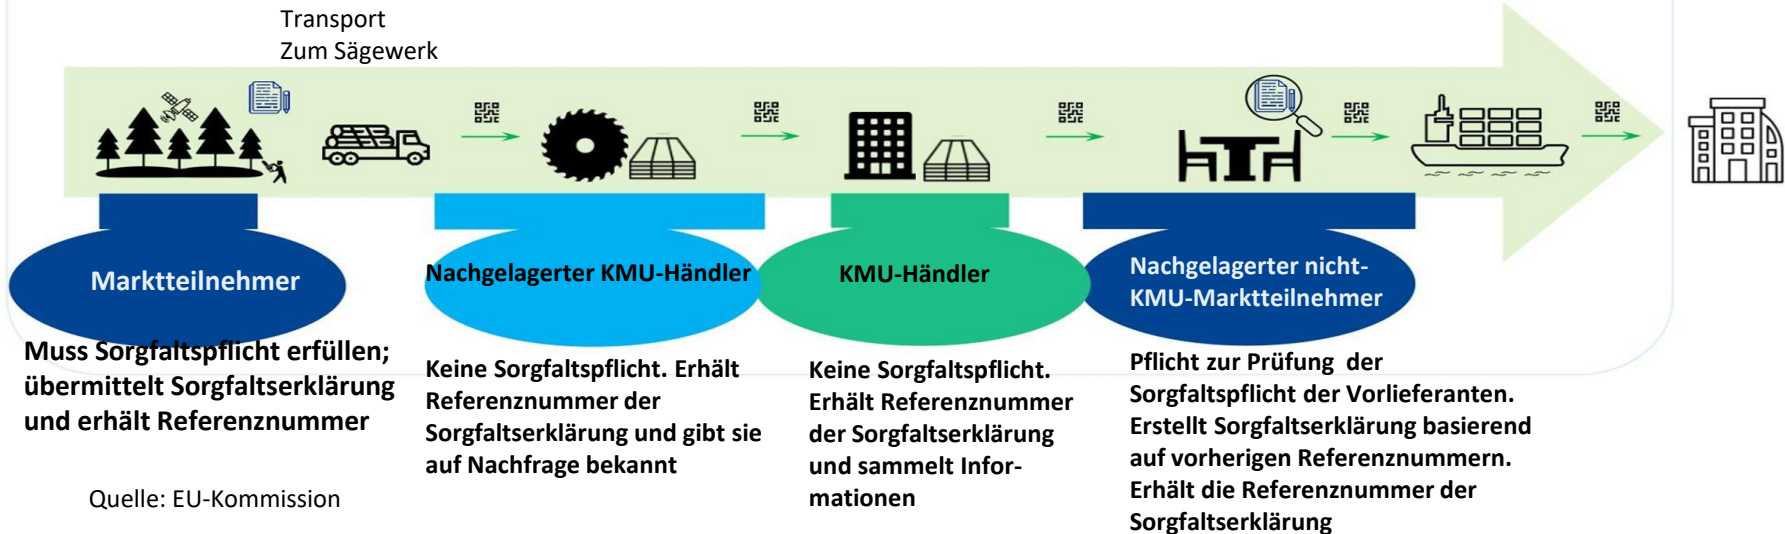 Transport
Zum Sägewerk
Marktteilnehmer
Muss Sorgfaltspflicht erfüllen;
übermittelt Sorgfaltserklärung
und erhält Referenznummer
Nachgelagerter KMU-Händler
Keine Sorgfaltspflicht. Erhält
Referenznummer der
Sorgfaltserklärung und gibt sie
auf Nachfrage bekannt
KMU-Händler
Keine Sorgfaltspflicht.
Erhält Referenznummer
der Sorgfaltserklärung
und sammelt Infor-
mationen
Nachgelagerter nicht-
KMU-Marktteilnehmer
Pflicht zur Prüfung der
Sorgfaltspflicht der Vorlieferanten.
Erstellt Sorgfaltserklärung basierend
auf vorherigen Referenznummern.
Erhält die Referenznummer der
Sorgfaltserklärung
Quelle: EU-Kommission